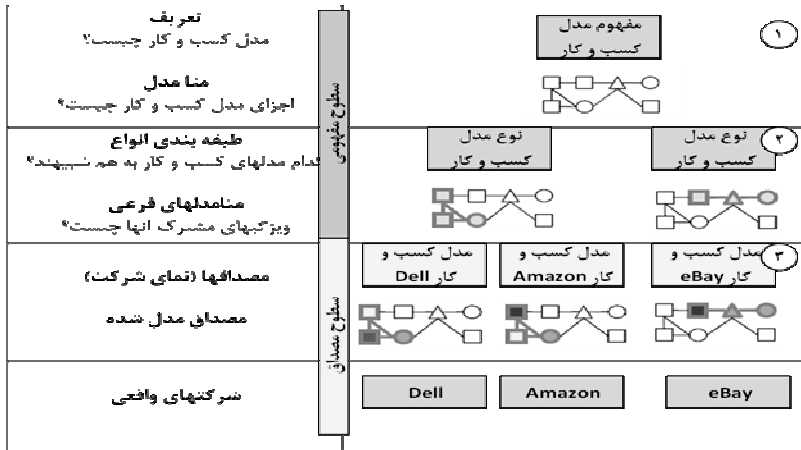 تعریف
مدل کسب و کار چیست؟
متا مدل
اجزای مدل کسب و کار چیست؟
سطوح مفهومی
مفهوم مدل
کسب و کار
۱
طبقه بندی انواع
کدام مدلهای کسب و کار به هم شبیهند؟
متامدلهای فرعی
ویژگیهای مشترک آنها چیست؟
نوع مدل
کسب و کار
نوع مدل
کسب و کار
۲
مصداقها (نمای شرکت)
مصداق مدل شده
سطوح مصداق
مدل کسب و
کار Dell
مدل کسب و
کار Amazon
مدل کسب و
کار eBay
۳
شرکتهای واقعی
Dell
Amazon
eBay